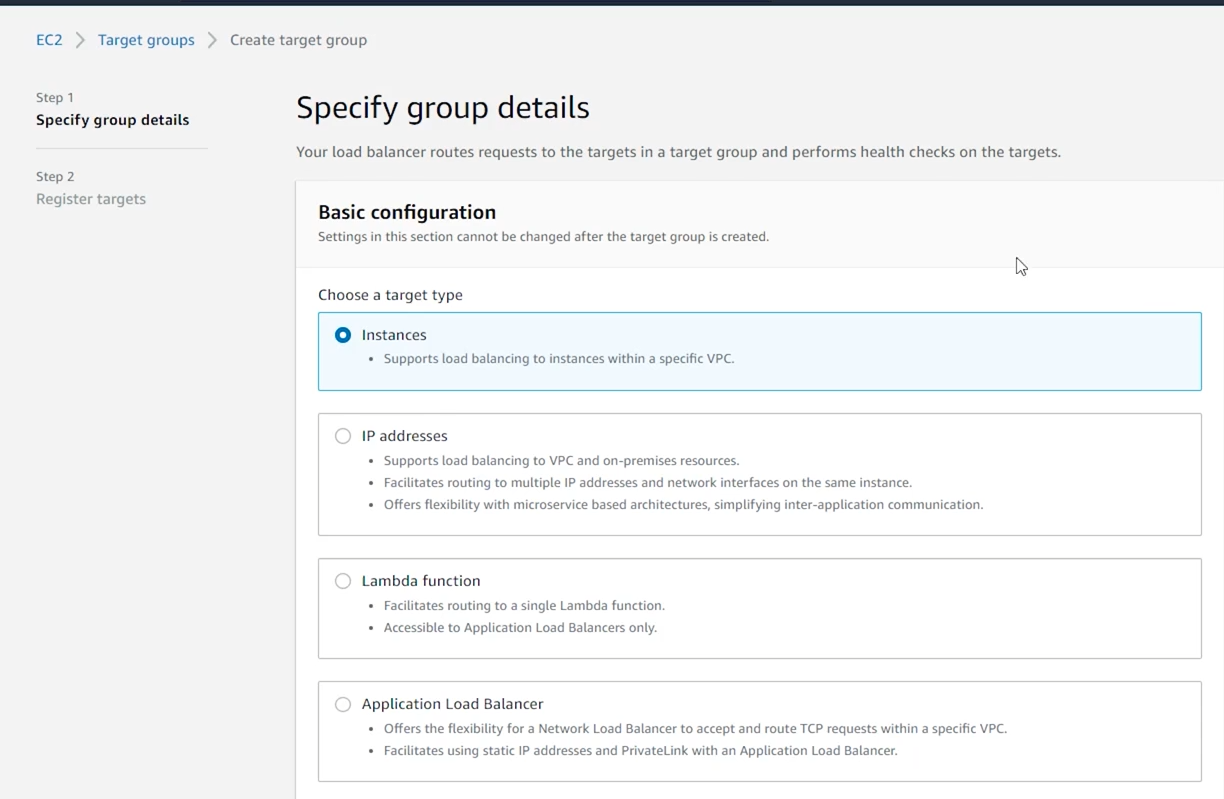 EC2 > Target groups > Create target group
Step 1
Specify group details
Step 2
Register targets
Specify group details
Your load balancer routes requests to the targets in a target group and performs health checks on the targets.
Basic configuration
Settings in this section cannot be changed after the target group is created.
Choose a target type
Instances
• Supports load balancing to instances within a specific VPC.
IP addresses
• Supports load balancing to VPC and on-premises resources.
• Facilitates routing to multiple IP addresses and network interfaces on the same instance.
• Offers flexibility with microservice based architectures, simplifying inter-application communication.
Lambda function
• Facilitates routing to a single Lambda function.
• Accessible to Application Load Balancers only.
Application Load Balancer
• Offers the flexibility for a Network Load Balancer to accept and route TCP requests within a specific VPC.
• Facilitates using static IP addresses and PrivateLink with an Application Load Balancer.